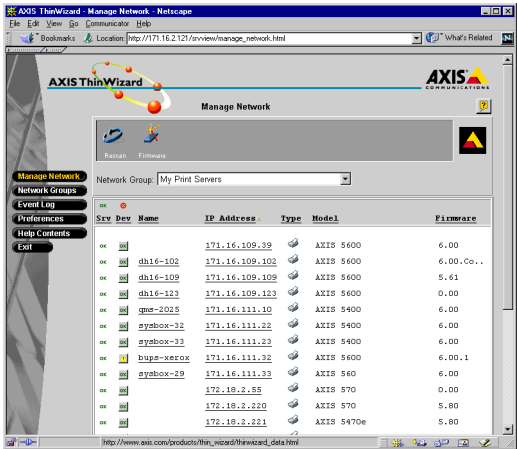 AXIS ThinWizard - Manage Network - Netscape
File Edit View Go Communicator Help
Bookmarks Location: http://171.16.2.121/srvview/manage_network.html What's Related N
AXIS ThinWizard
AXIS
COMMUNICATIONS
Manage Network
?
Rescan Firmware
Manage Network
Network Groups
Event Log
Preferences
Help Contents
Exit
Network Group: My Print Servers
OK
Srv Dev Name IP Address Type Model Firmware
OK OK 171.16.109.39 AXIS 5600 6.00
OK OK dh16-102 171.16.109.102 AXIS 5600 6.00.Co..
OK OK dh16-109 171.16.109.109 AXIS 5600 5.61
OK OK dh16-123 171.16.109.123 AXIS 5600 0.00
OK OK qms-2025 171.16.111.10 AXIS 5400 6.00
OK OK sysbox-32 171.16.111.22 AXIS 5400 6.00
OK OK sysbox-33 171.16.111.23 AXIS 5400 6.00
OK ! bups-xerox 171.16.111.32 AXIS 5600 6.00.1
OK OK sysbox-29 171.16.111.33 AXIS 560 6.00
OK OK 172.18.2.55 AXIS 570 0.00
OK OK 172.18.2.220 AXIS 570 5.80
OK OK 172.18.2.221 AXIS 5470e 5.80
http://www.axis.com/products/thin_wizard/thinwizard_data.html